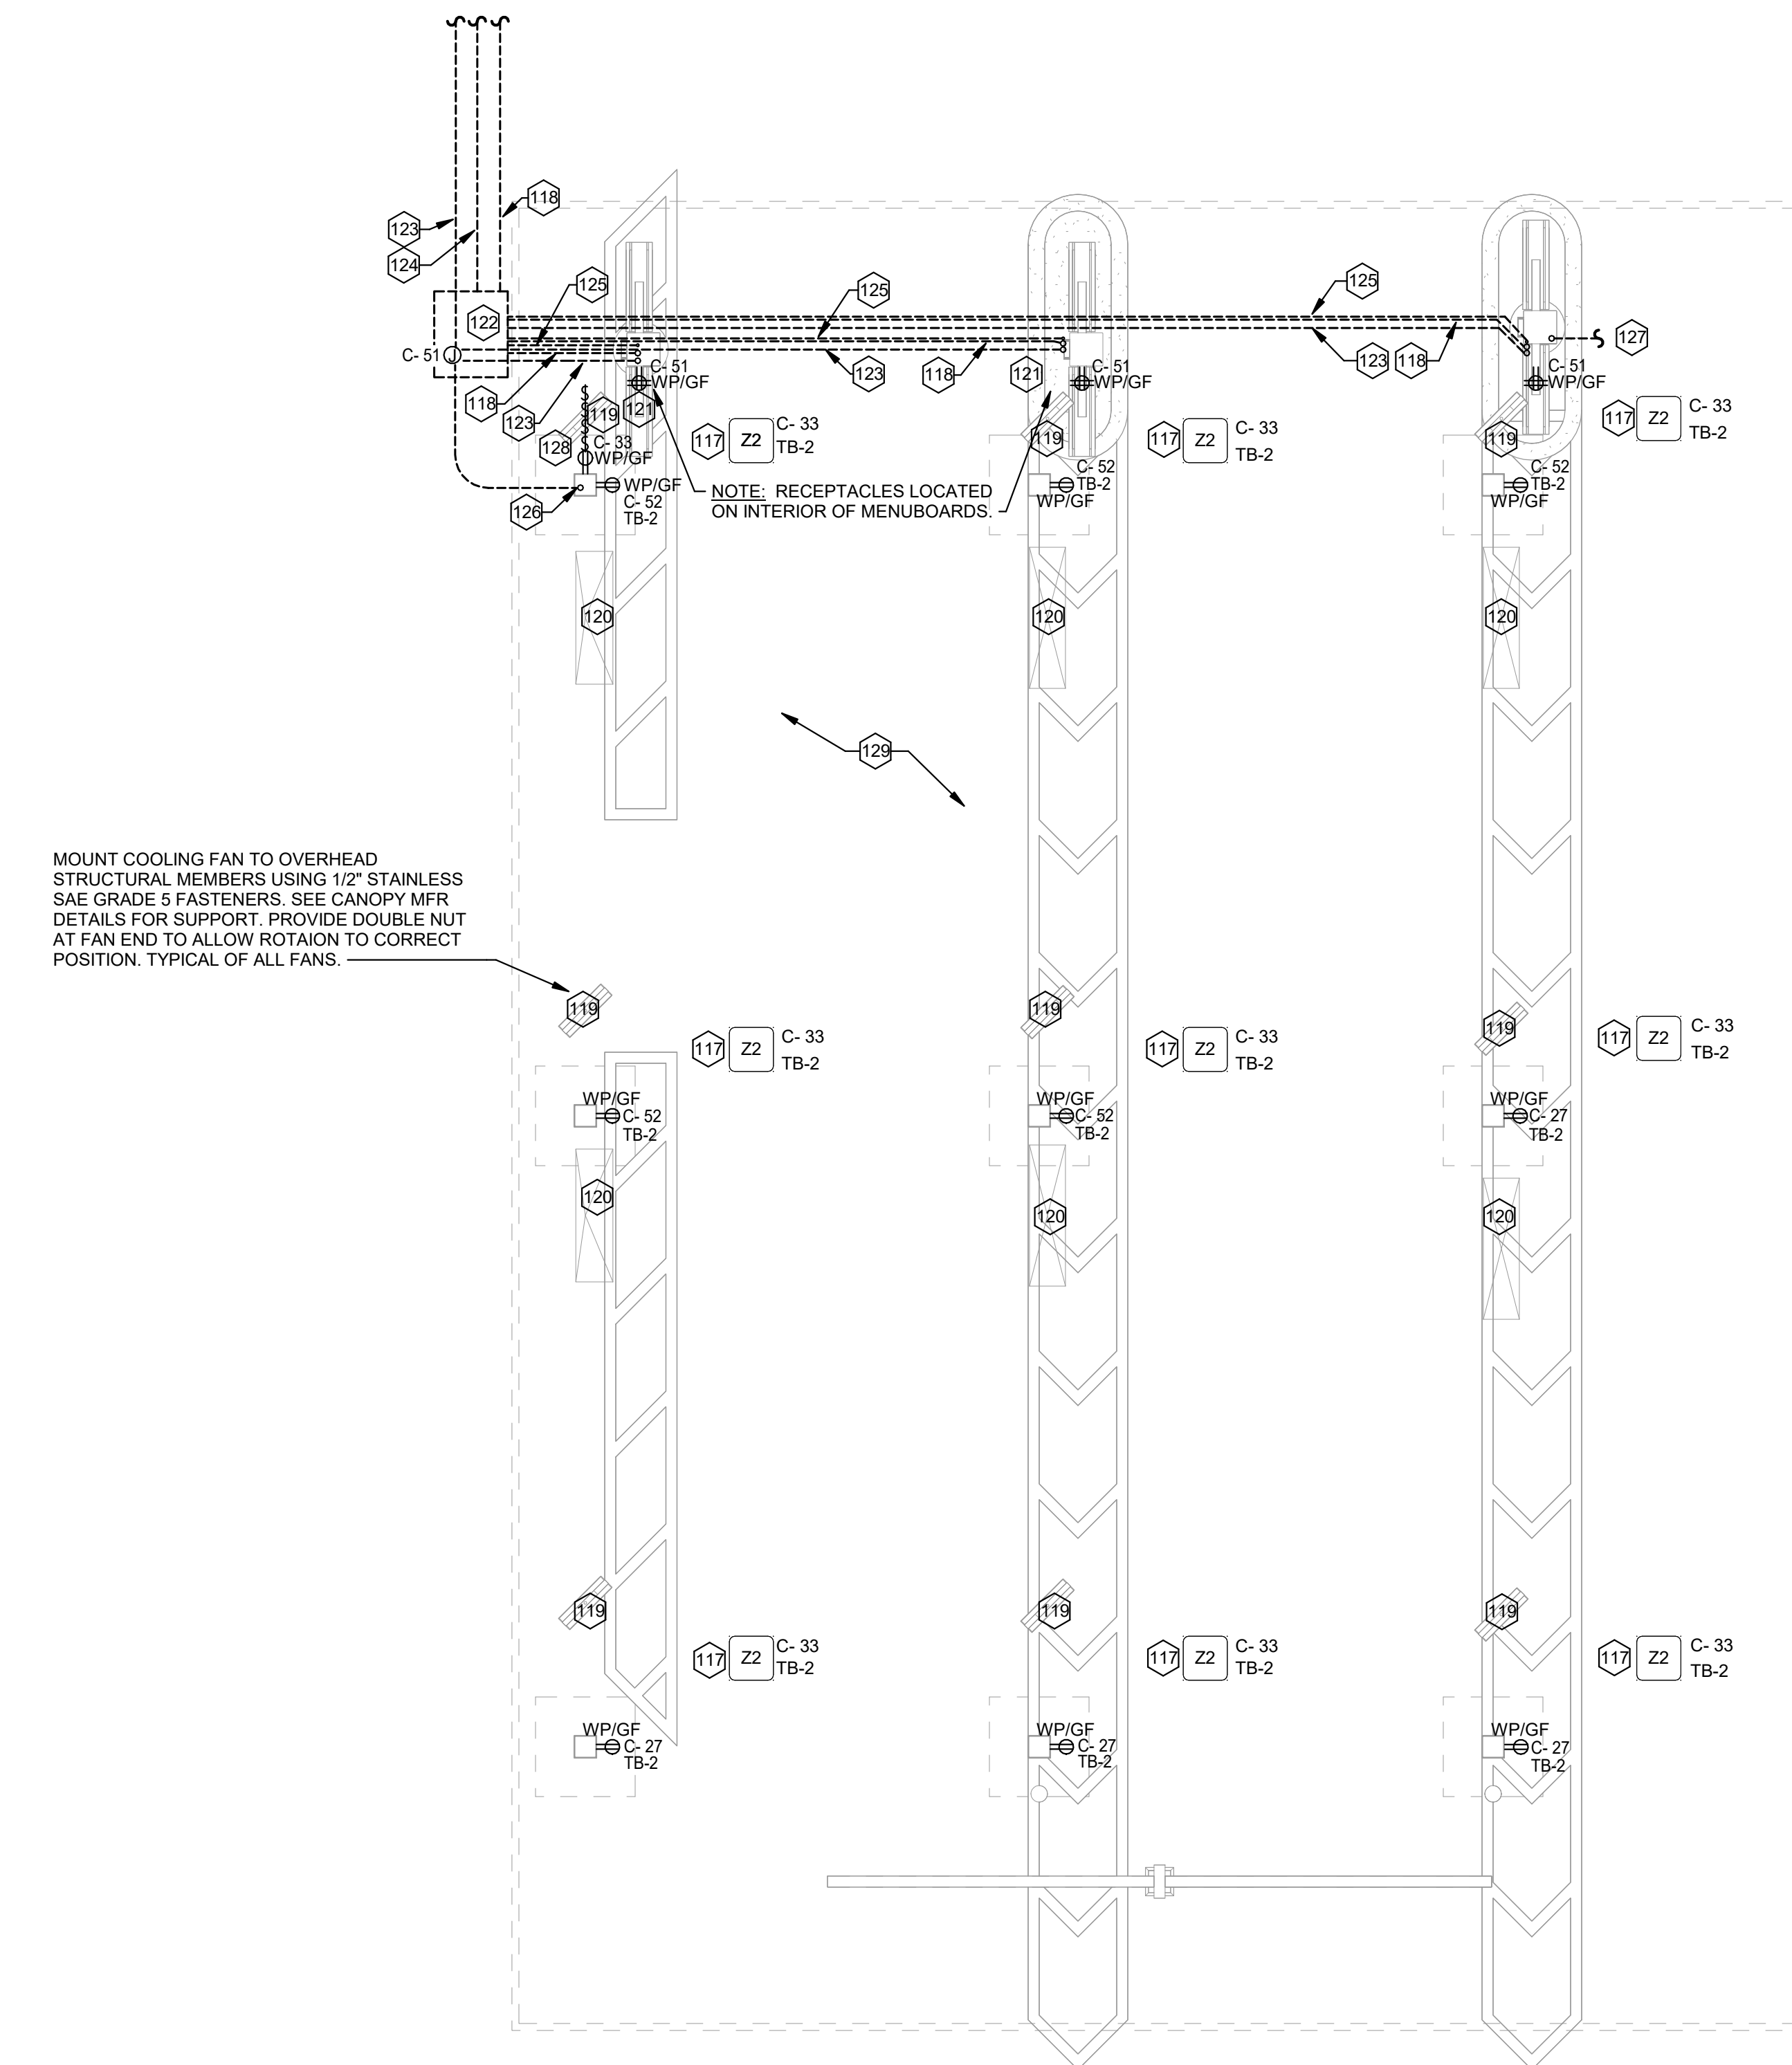 118
123
124
125
125
125
122
127
C- 51 J
118
123
123
118
123
118
121
C- 51
WP/GF
C- 51
WP/GF
C- 51
WP/GF
119
121
128
C- 33
WP/GF
117 Z2 C- 33
TB-2
119
117 Z2 C- 33
TB-2
119
117 Z2 C- 33
TB-2
126
WP/GF
C- 52
TB-2
NOTE: RECEPTACLES LOCATED
ON INTERIOR OF MENUBOARDS.
C- 52
TB-2
WP/GF
C- 52
TB-2
WP/GF
120
120
120
129
MOUNT COOLING FAN TO OVERHEAD
STRUCTURAL MEMBERS USING 1/2" STAINLESS
SAE GRADE 5 FASTENERS. SEE CANOPY MFR
DETAILS FOR SUPPORT. PROVIDE DOUBLE NUT
AT FAN END TO ALLOW ROTAION TO CORRECT
POSITION. TYPICAL OF ALL FANS.
119
119
119
117 Z2 C- 33
TB-2
117 Z2 C- 33
TB-2
117 Z2 C- 33
TB-2
WP/GF
C- 52
TB-2
WP/GF
C- 52
TB-2
WP/GF
C- 27
TB-2
120
120
120
119
119
119
117 Z2 C- 33
TB-2
117 Z2 C- 33
TB-2
117 Z2 C- 33
TB-2
WP/GF
C- 27
TB-2
WP/GF
C- 27
TB-2
WP/GF
C- 27
TB-2